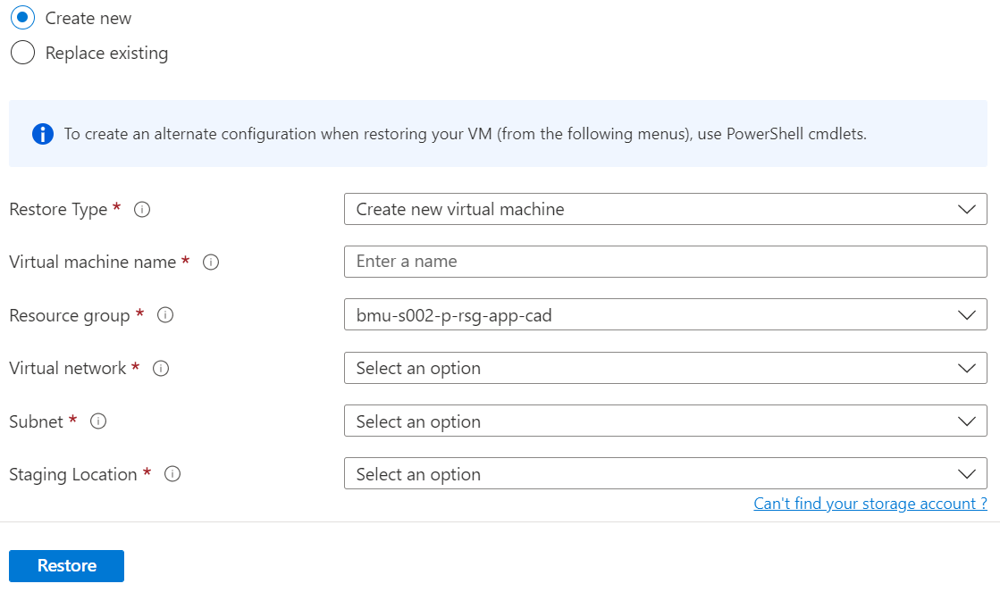 Create new
Replace existing
To create an alternate configuration when restoring your VM (from the following menus), use PowerShell cmdlets.
Restore Type * Create new virtual machine
Virtual machine name * Enter a name
Resource group * bmu-s002-p-rsg-app-cad
Virtual network * Select an option
Subnet * Select an option
Staging Location * Select an option
Can't find your storage account ?
Restore